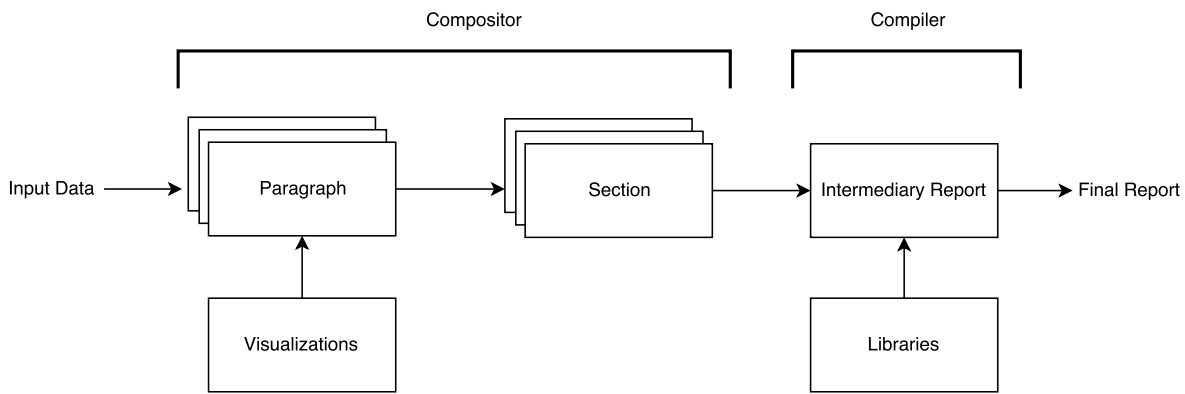 Compositor
Compiler
Input Data
Paragraph
Section
Intermediary Report
Final Report
Visualizations
Libraries